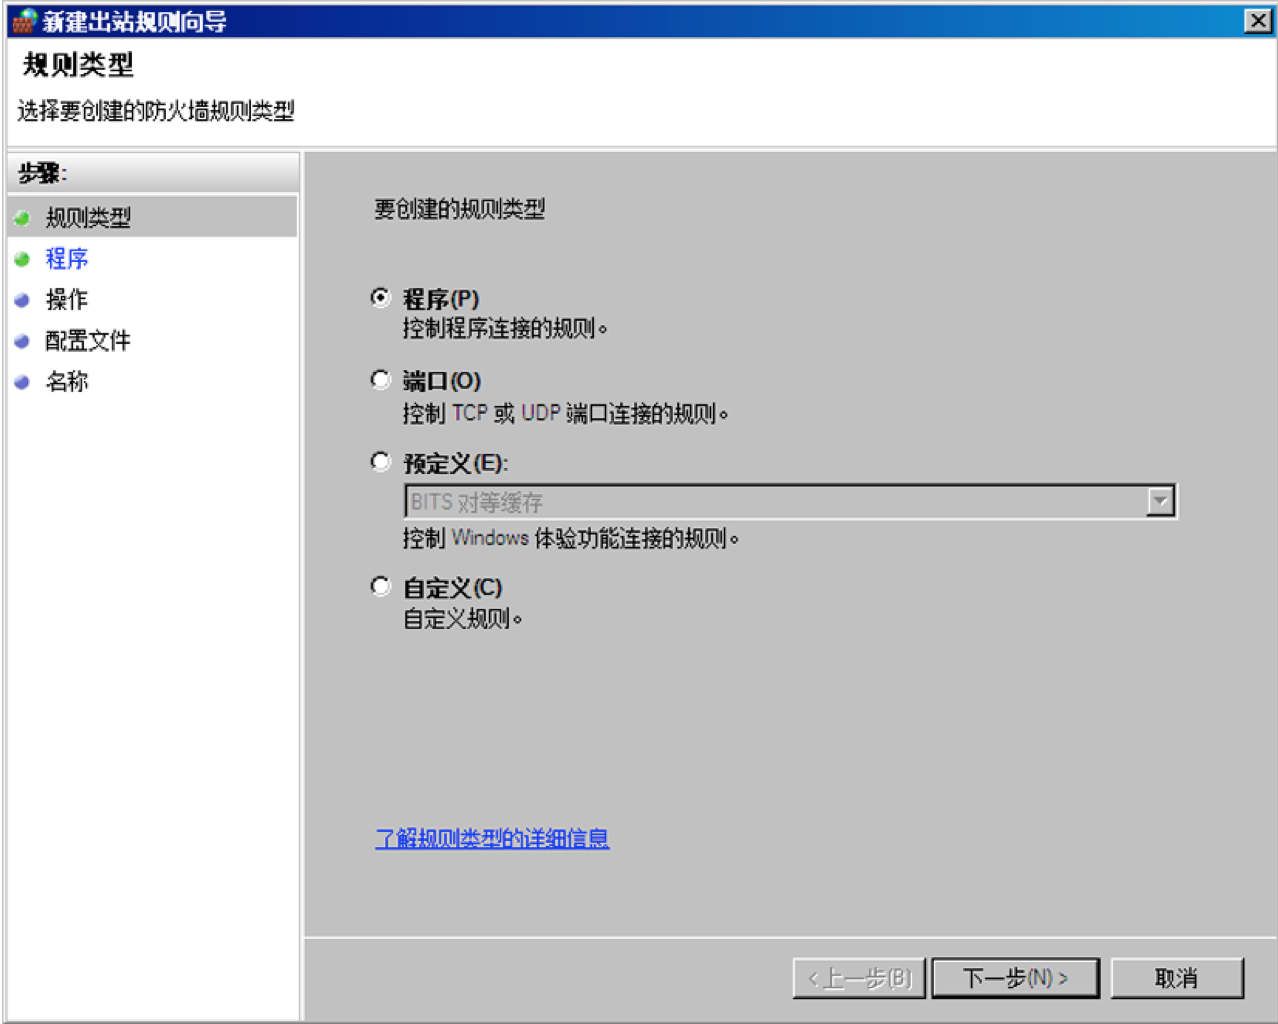 新建出站规则向导
规则类型
选择要创建的防火墙规则类型
步骤:
规则类型
程序
操作
配置文件
名称
要创建的规则类型
程序(P)
控制程序连接的规则。
端口(O)
控制 TCP 或 UDP 端口连接的规则。
预定义(E):
BITS 对等缓存
控制 Windows 体验功能连接的规则。
自定义(C)
自定义规则。
了解规则类型的详细信息
<上一步(B)
下一步(N) >
取消